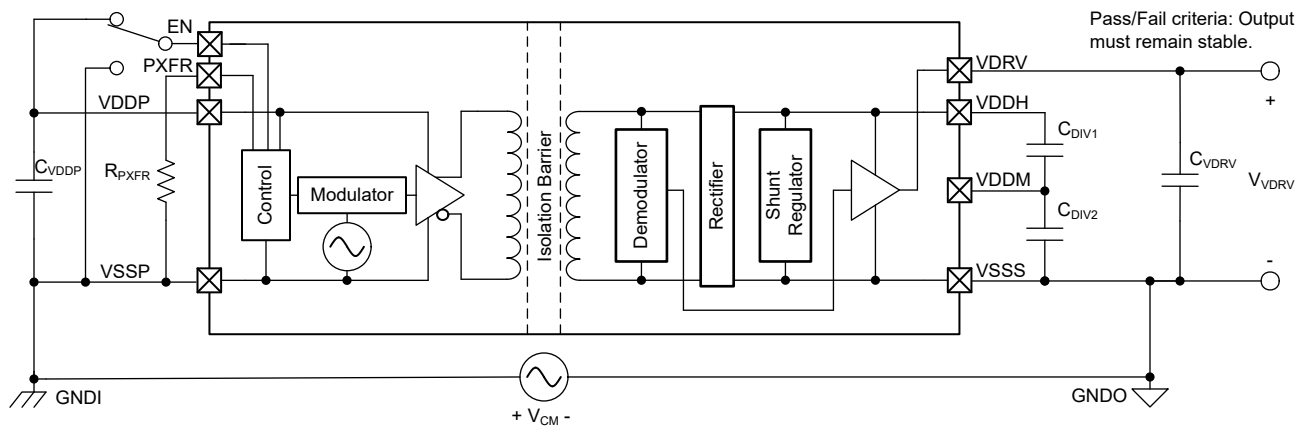 Pass/Fail criteria: Output
must remain stable.
EN
PXFR
VDDP
VSSP
CVDDP
RPXFR
Control
Modulator
Isolation Barrier
Demodulator
Rectifier
Shunt
Regulator
VDRV
VDDH
VDDM
VSSS
CDIV1
CDIV2
CVDRV
+
VVDRV
-
GNDI
+ VCM -
GNDO